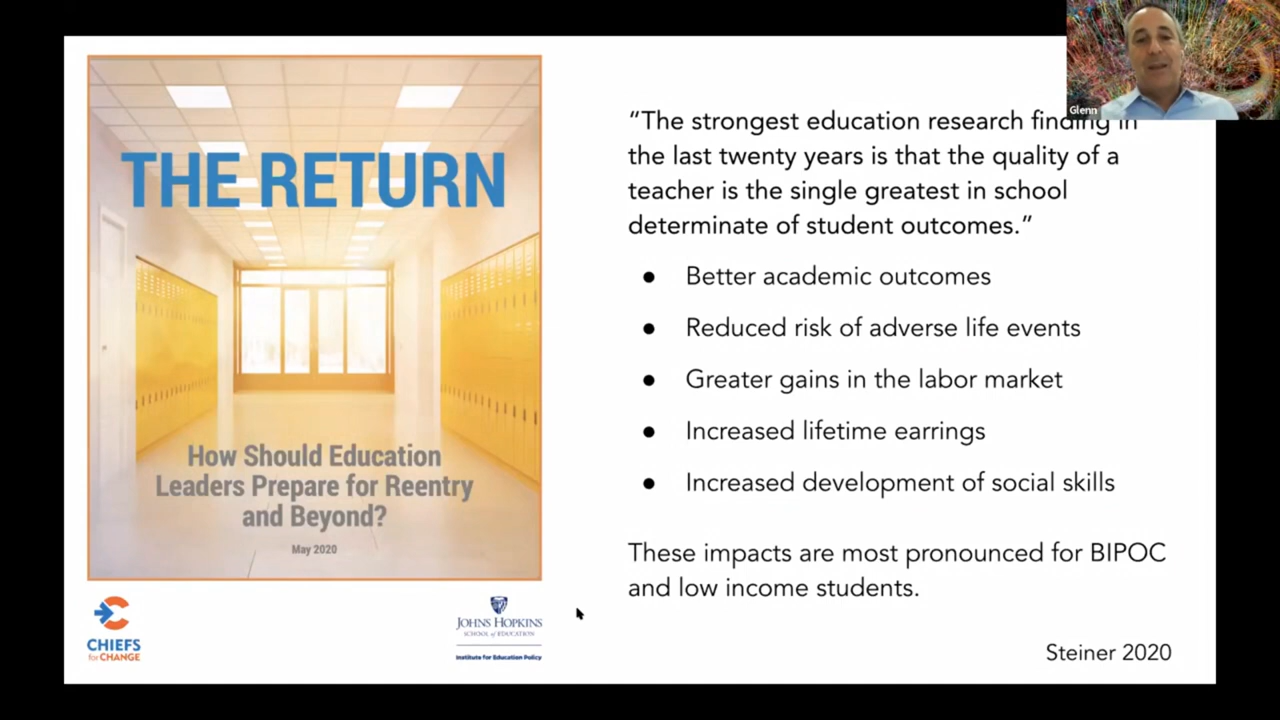 Glenn
THE RETURN
How Should Education
Leaders Prepare for Reentry
and Beyond?
May 2020
CHIEFS
for CHANGE
JOHNS HOPKINS
SCHOOL of EDUCATION
Institute for Education Policy
“The strongest education research finding in
the last twenty years is that the quality of a
teacher is the single greatest in school
determinate of student outcomes.”
● Better academic outcomes
● Reduced risk of adverse life events
● Greater gains in the labor market
● Increased lifetime earrings
● Increased development of social skills
These impacts are most pronounced for BIPOC
and low income students.
Steiner 2020